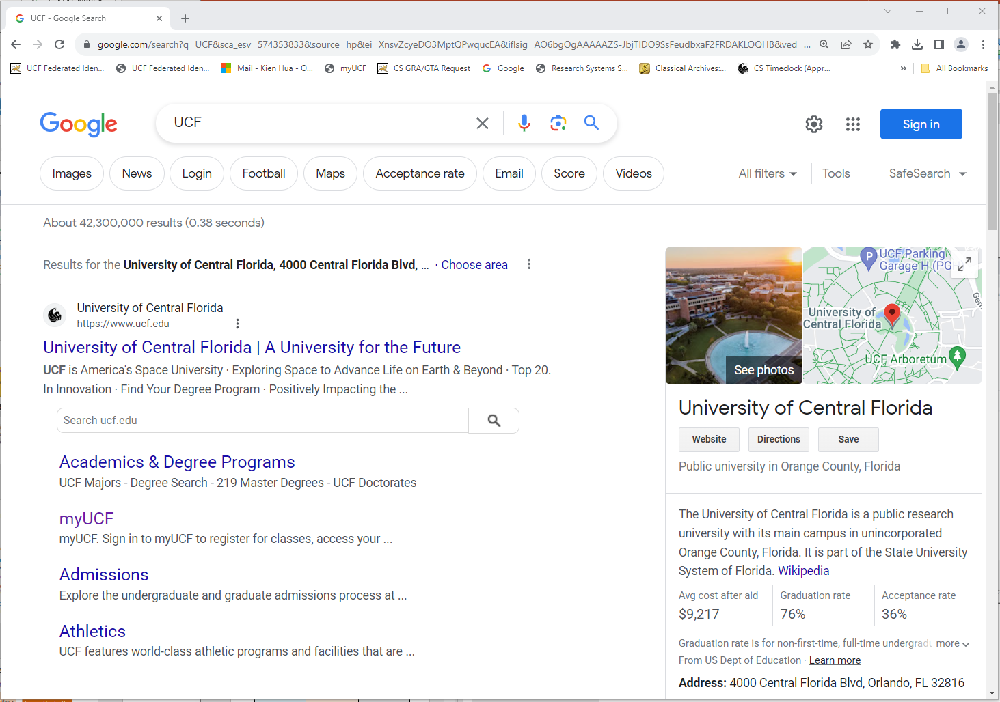 UCF - Google Search
google.com/search?q=UCF&sca_esv=574353833&source=hp&ei=XnsvZcyeDO3MptQPwqucEA&iflsig=AO6bgOgAAAAAZS-JbjTIDO9SsFeudbxaF2FRDAKLOQHB&ved=...
UCF Federated Iden... UCF Federated Iden... Mail - Kien Hua - O... myUCF CS GRA/GTA Request Google Research Systems S... Classical Archives:... CS Timeclock (Appr... » All Bookmarks
Google UCF Sign in
Images News Login Football Maps Acceptance rate Email Score Videos All filters Tools SafeSearch
About 42,300,000 results (0.38 seconds)
Results for the University of Central Florida, 4000 Central Florida Blvd, ... · Choose area
University of Central Florida
https://www.ucf.edu
University of Central Florida | A University for the Future
UCF is America's Space University · Exploring Space to Advance Life on Earth & Beyond · Top 20.
In Innovation · Find Your Degree Program · Positively Impacting the ...
Search ucf.edu
Academics & Degree Programs
UCF Majors - Degree Search - 219 Master Degrees - UCF Doctorates
myUCF
myUCF. Sign in to myUCF to register for classes, access your ...
Admissions
Explore the undergraduate and graduate admissions process at ...
Athletics
UCF features world-class athletic programs and facilities that are ...
See photos
P UCF Parking
Garage H (PG
University of
Central Florida
UCF Arboretum
University of Central Florida
Website Directions Save
Public university in Orange County, Florida
The University of Central Florida is a public research
university with its main campus in unincorporated
Orange County, Florida. It is part of the State University
System of Florida. Wikipedia
Avg cost after aid Graduation rate Acceptance rate
$9,217 76% 36%
Graduation rate is for non-first-time, full-time undergradu more
From US Dept of Education · Learn more
Address: 4000 Central Florida Blvd, Orlando, FL 32816